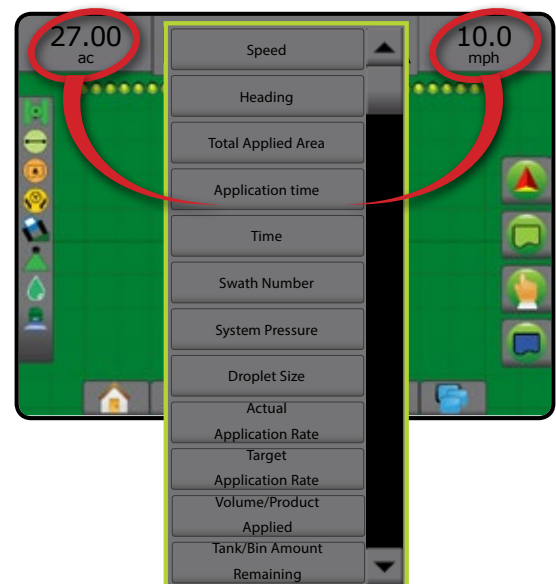 27.00
ac
10.0
mph
Speed
Heading
Total Applied Area
Application time
Time
Swath Number
System Pressure
Droplet Size
Actual
Application Rate
Target
Application Rate
Volume/Product
Applied
Tank/Bin Amount
Remaining